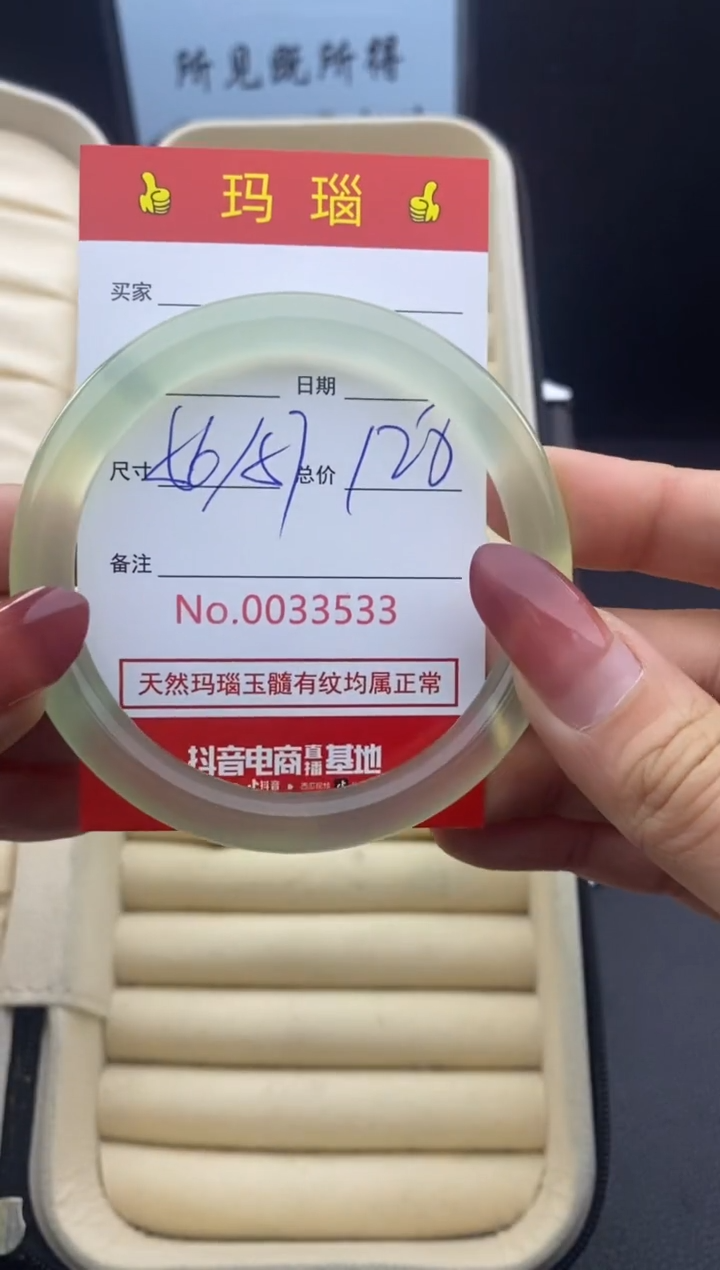 所见既所得
玛瑙
买家
日期
尺寸 56/57 总价 120
备注
No.0033533
天然玛瑙玉髓有纹均属正常
抖音电商直播基地
抖音